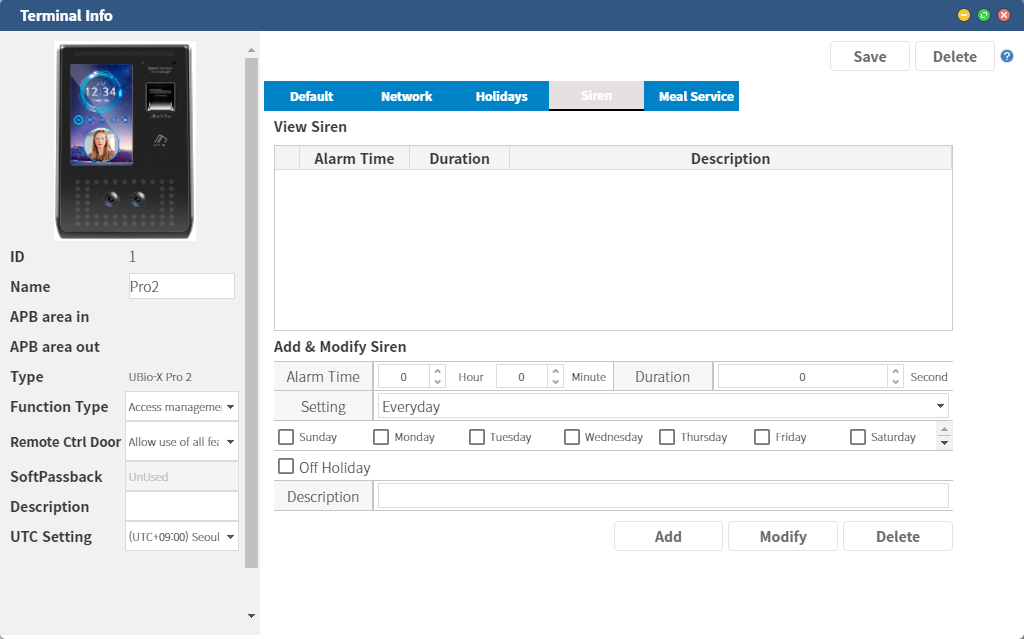 Terminal Info
Save Delete
Default Network Holidays Siren Meal Service
12:34
View Siren
Alarm Time Duration Description
ID 1
Name Pro2
APB area in
APB area out
Type UBio-X Pro 2
Function Type Access manageme
Remote Ctrl Door Allow use of all fea
SoftPassback UnUsed
Description
UTC Setting (UTC+09:00) Seoul
Add & Modify Siren
Alarm Time 0 Hour 0 Minute Duration 0 Second
Setting Everyday
Sunday Monday Tuesday Wednesday Thursday Friday Saturday
Off Holiday
Description
Add Modify Delete